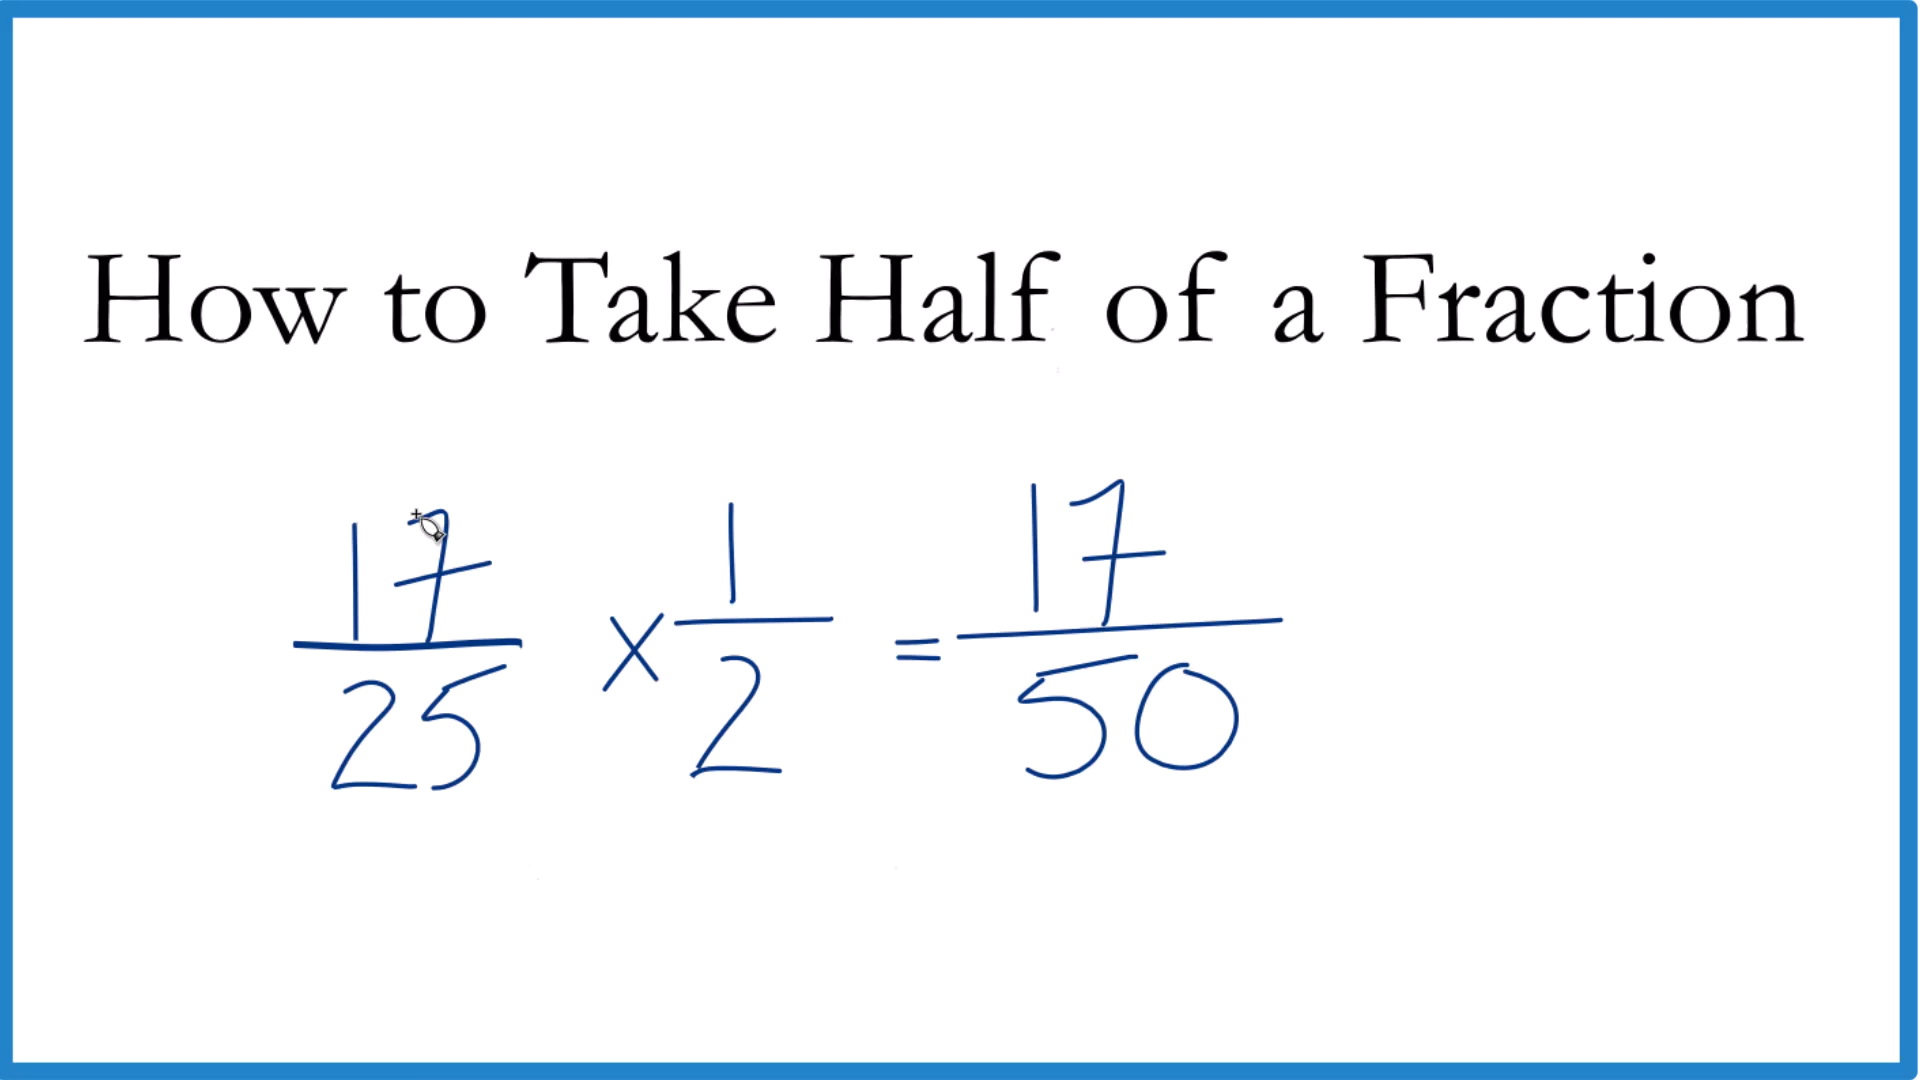 How to Take Half of a Fraction
17/25 x 1/2 = 17/50